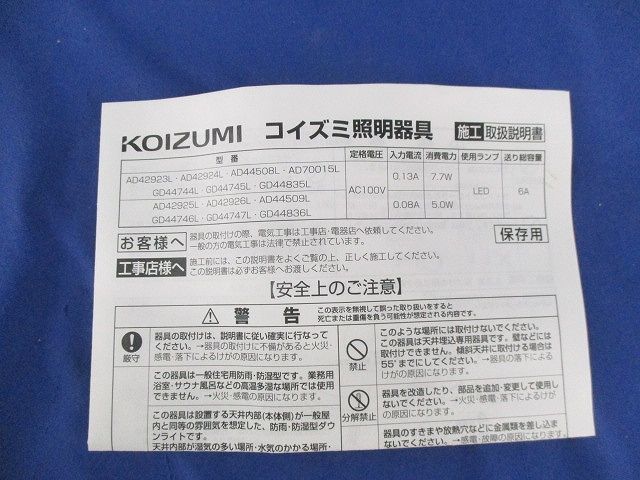 KOIZUMI コイズミ照明器具 施工 取扱説明書
型番 定格電圧 入力電流 消費電力 使用ランプ 送り総容量
AD42923L・AD42924L・AD44508L・AD70015L
GD44744L・GD44745L・GD44835L
AC100V 0.13A 7.7W LED 6A
AD42925L・AD42926L・AD44509L
GD44746L・GD44747L・GD44836L
0.08A 5.0W
お客様へ 器具の取付けの際、電気工事は工事店・電器店へ依頼してください。
一般の方の電気工事は法律で禁止されています。
保存用
工事店様へ 施工前には、この説明書をよくご覧の上、正しく施工してください。
この説明書は必ずお客様へお渡しください。
【安全上のご注意】
警告 この表示を無視して誤った取り扱いをすると
死亡または重傷を負う可能性が想定される内容です。
厳守
器具の取付けは、説明書に従い確実に行なって
ください。→器具の取付けに不備があると火災・
感電・落下によるけがの原因になります。
この器具は一般住宅用防雨・防湿型です。業務用
浴室・サウナ風呂などの高温多湿な場所では使用
できません。→火災・感電の原因になります。
この器具は設置する天井内部(本体側)が一般屋
内と同等の雰囲気を想定した、防雨・防湿型ダウ
ンライトです。
天井内部が湿気の多い場所・水気のかかる場所・
禁止
このような場所には取付けないでください。
この器具は天井埋込専用器具です。壁などには
取付けできません。傾斜天井に取付ける場合は
55°までにしてください。→器具の落下によるけ
がの原因になります。
分解禁止
器具を改造したり、部品を追加・変更して使用し
ないでください。→火災・感電・落下によるけが
の原因になります。
器具のすきまや放熱穴などに金属類を差し込ま
ないでください。→感電・故障の原因になります。